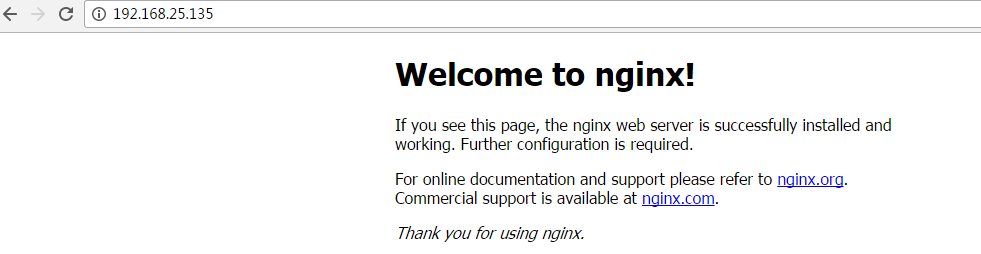 192.168.25.135
Welcome to nginx!
If you see this page, the nginx web server is successfully installed and
working. Further configuration is required.
For online documentation and support please refer to nginx.org.
Commercial support is available at nginx.com.
Thank you for using nginx.